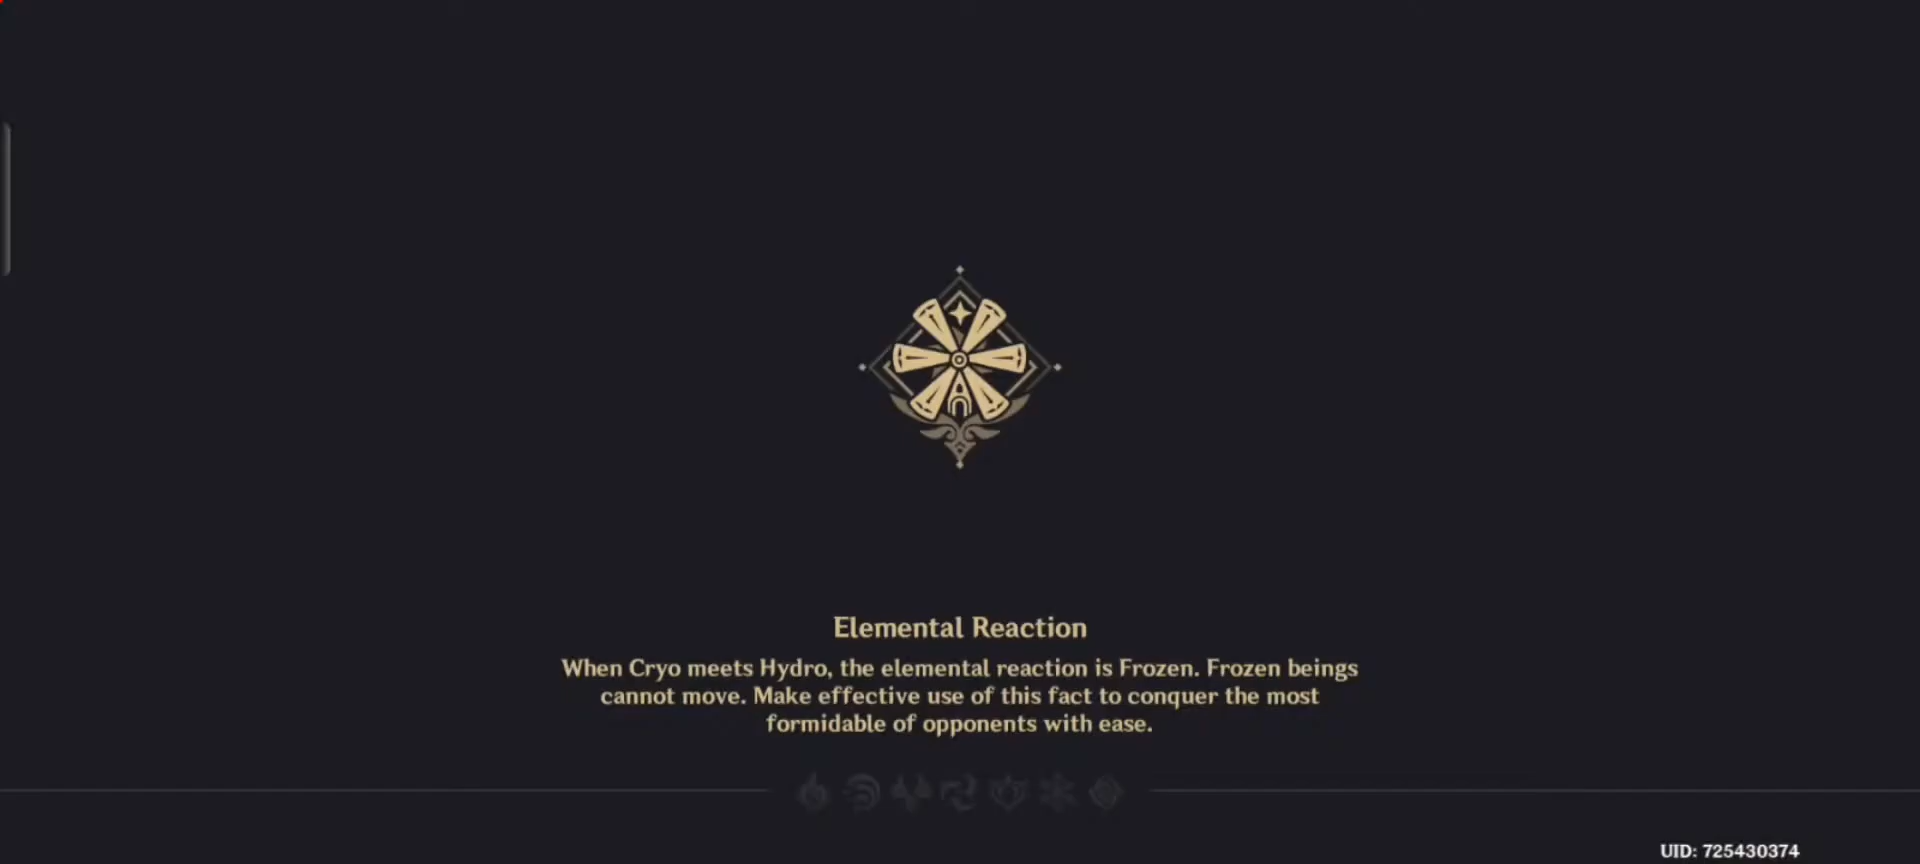 Elemental Reaction
When Cryo meets Hydro, the elemental reaction is Frozen. Frozen beings
cannot move. Make effective use of this fact to conquer the most
formidable of opponents with ease.
UID: 725430374